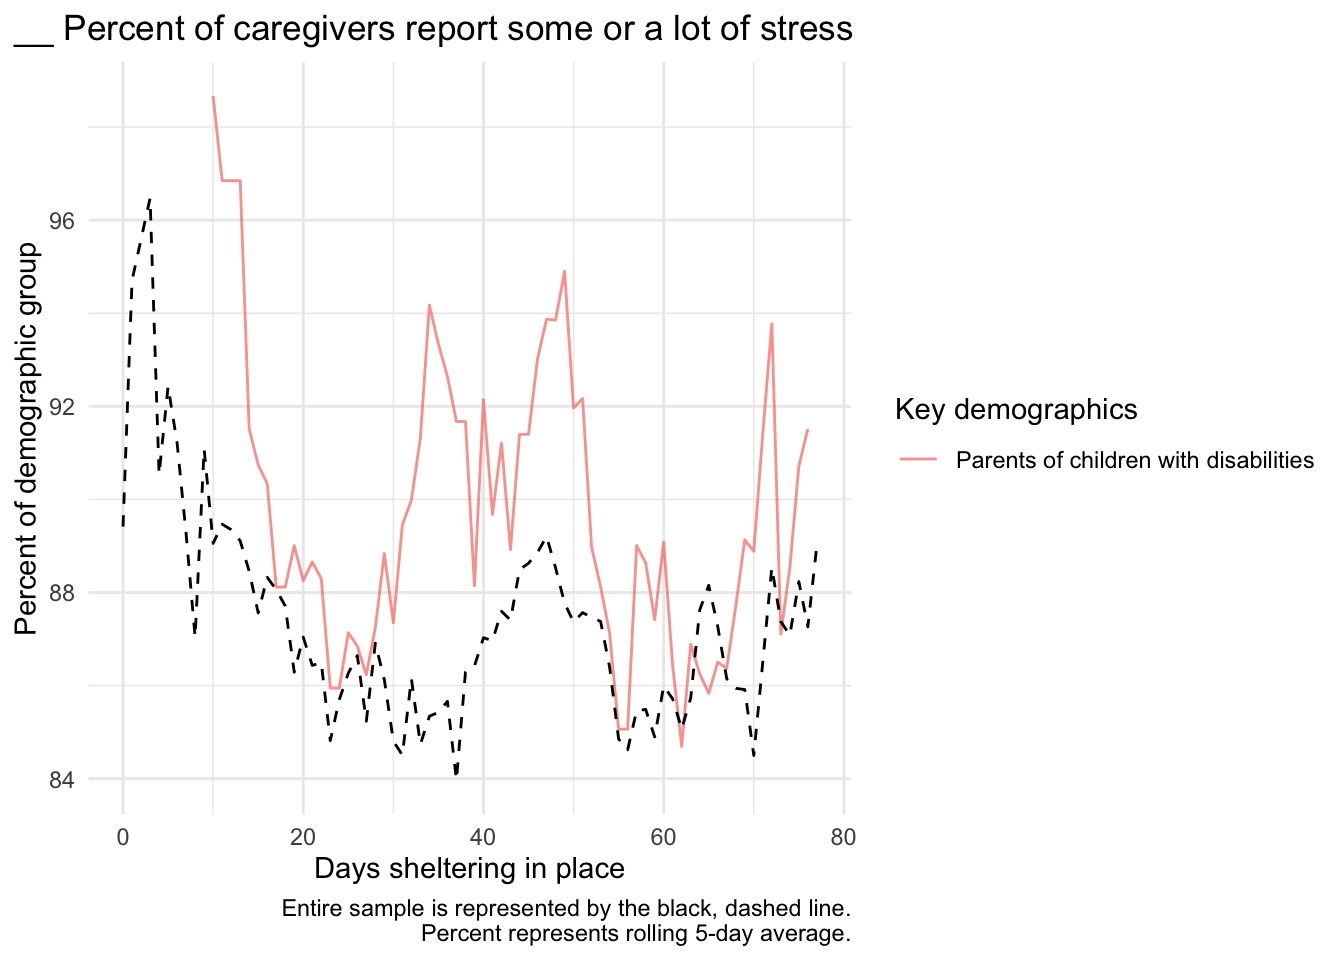 __ Percent of caregivers report some or a lot of stress
Percent of demographic group
96
92
88
84
0 20 40 60 80
Days sheltering in place
Key demographics
Parents of children with disabilities
Entire sample is represented by the black, dashed line.
Percent represents rolling 5-day average.